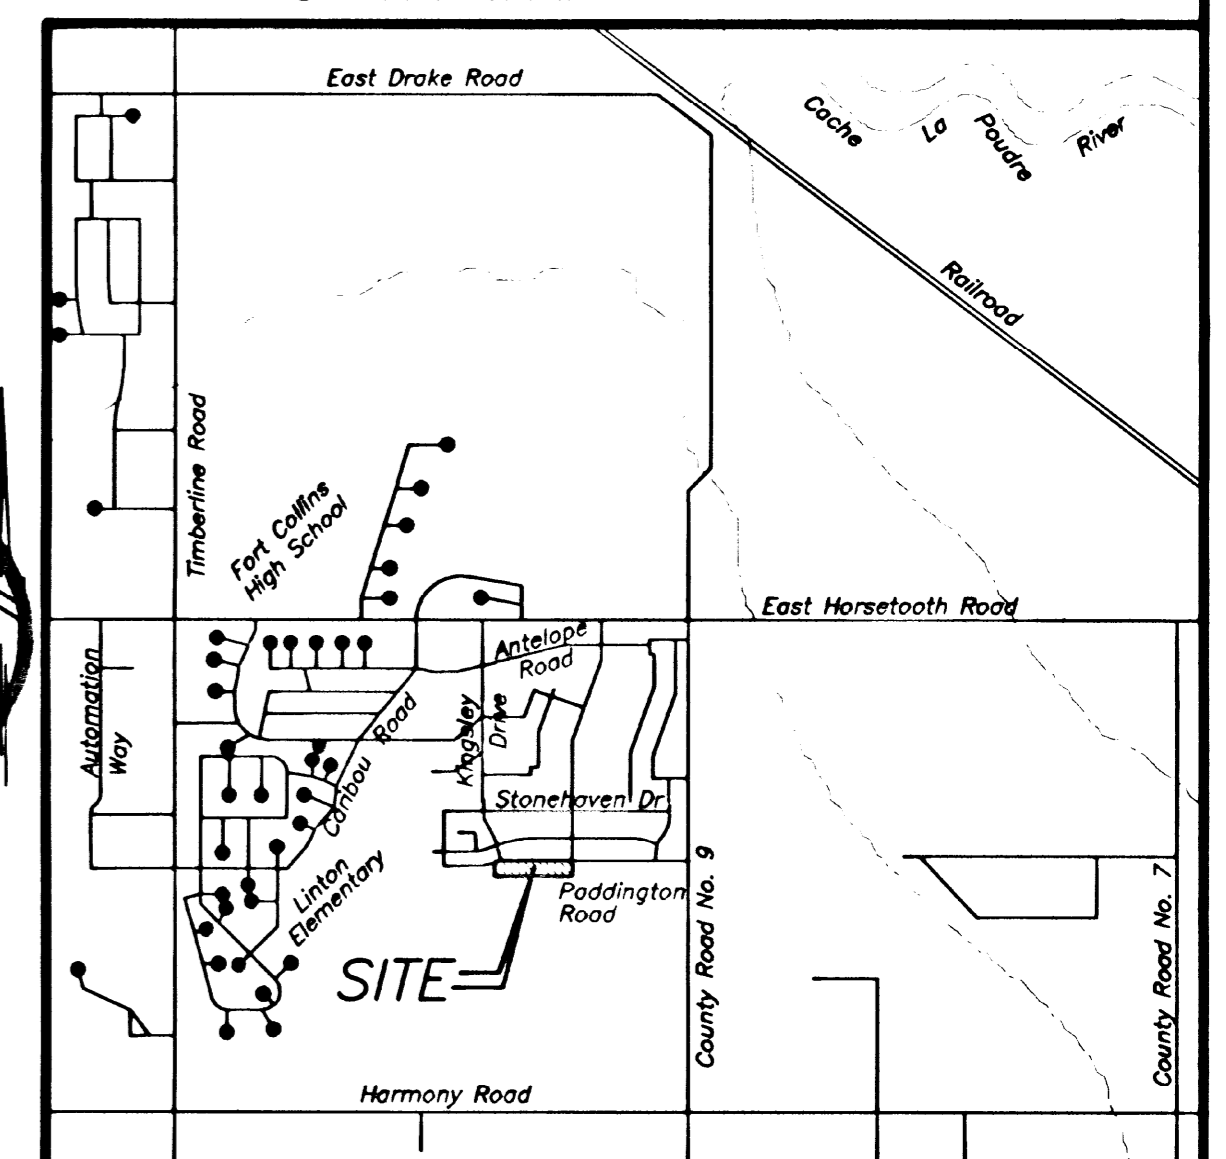 East Drake Road
Cache La Poudre River
Railroad
Timberline Road
Fort Collins
High School
East Horsetooth Road
Antelope
Road
Automation
Way
Kingsley
Drive
Caribou Road
Stonehaven Dr
Linton
Elementary
Paddington
Road
County Road No. 9
County Road No. 7
SITE
Harmony Road